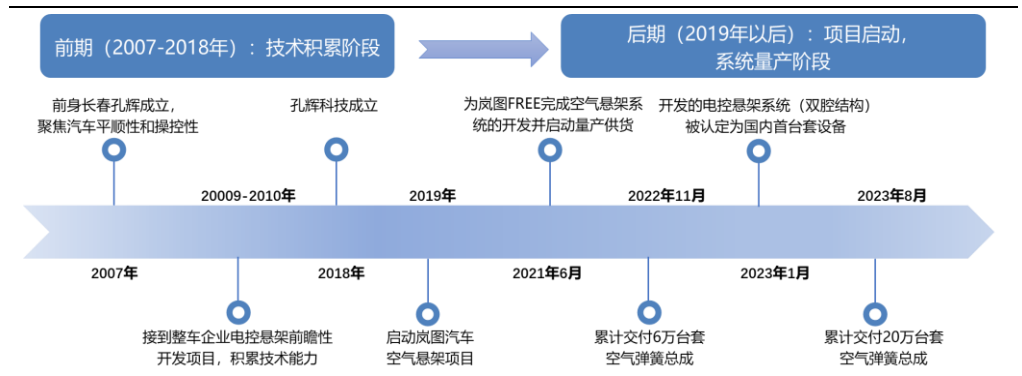 前期（2007-2018年）：技术积累阶段
后期（2019年以后）：项目启动，
系统量产阶段
前身长春孔辉成立，
聚焦汽车平顺性和操控性
孔辉科技成立
为岚图FREE完成空气悬架系
统的开发并启动量产供货
开发的电控悬架系统（双腔结构）
被认定为国内首台套设备
20009-2010年
2019年
2022年11月
2023年8月
2007年
2018年
2021年6月
2023年1月
接到整车企业电控悬架前瞻性
开发项目，积累技术能力
启动岚图汽车
空气悬架项目
累计交付6万台套
空气弹簧总成
累计交付20万台套
空气弹簧总成